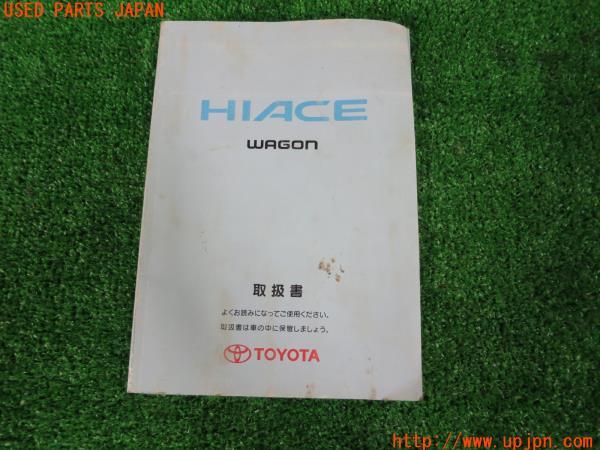 USED PARTS JAPAN
HIACE
WAGON
取扱書
よくお読みになってご使用ください。
取扱書は車の中に保管しましょう。
TOYOTA
http://www.upjpn.com/